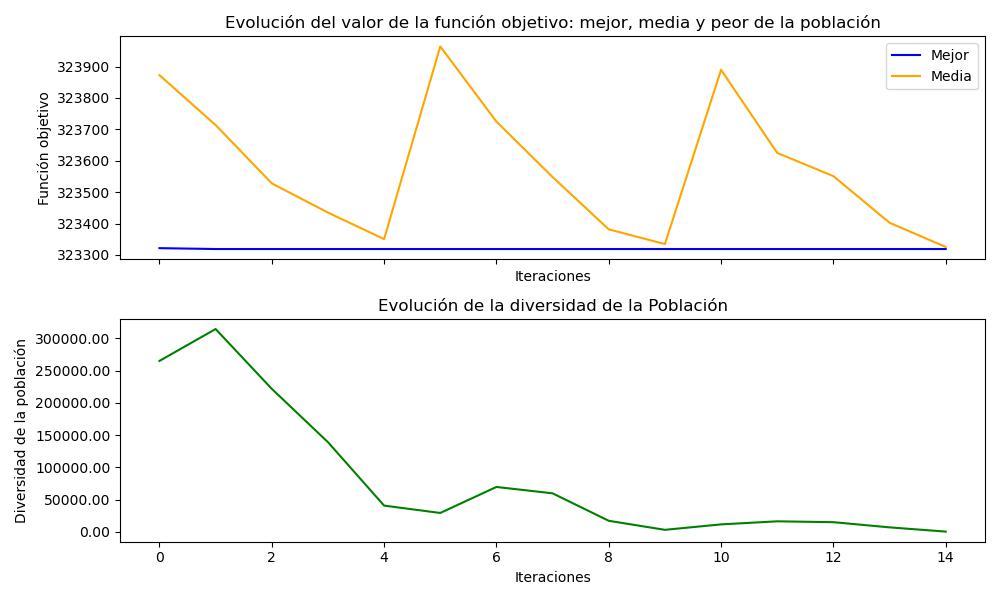 Evolución del valor de la función objetivo: mejor, media y peor de la población
Función objetivo
323900
323800
323700
323600
323500
323400
323300
Mejor
Media
Iteraciones
Evolución de la diversidad de la Población
Diversidad de la población
300000.00
250000.00
200000.00
150000.00
100000.00
50000.00
0.00
0 2 4 6 8 10 12 14
Iteraciones